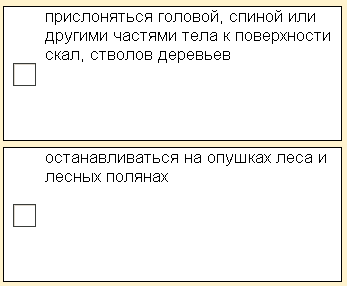 прислоняться головой, спиной или
другими частями тела к поверхности
скал, стволов деревьев
останавливаться на опушках леса и
лесных полянах